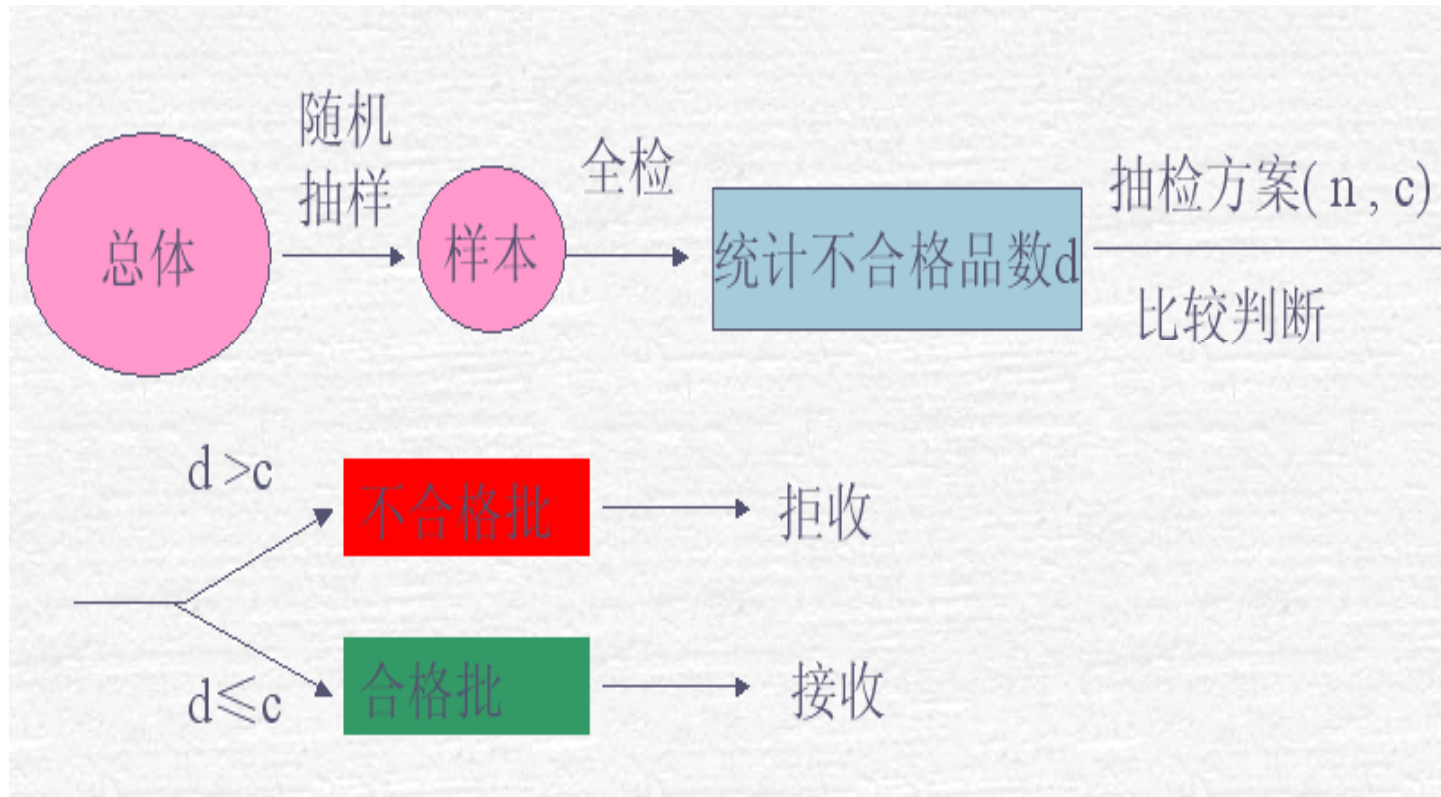 随机
抽样
全检
抽检方案( n , c)
总体
样本
统计不合格品数d
比较判断
d >c
不合格批
拒收
d≤c
合格批
接收